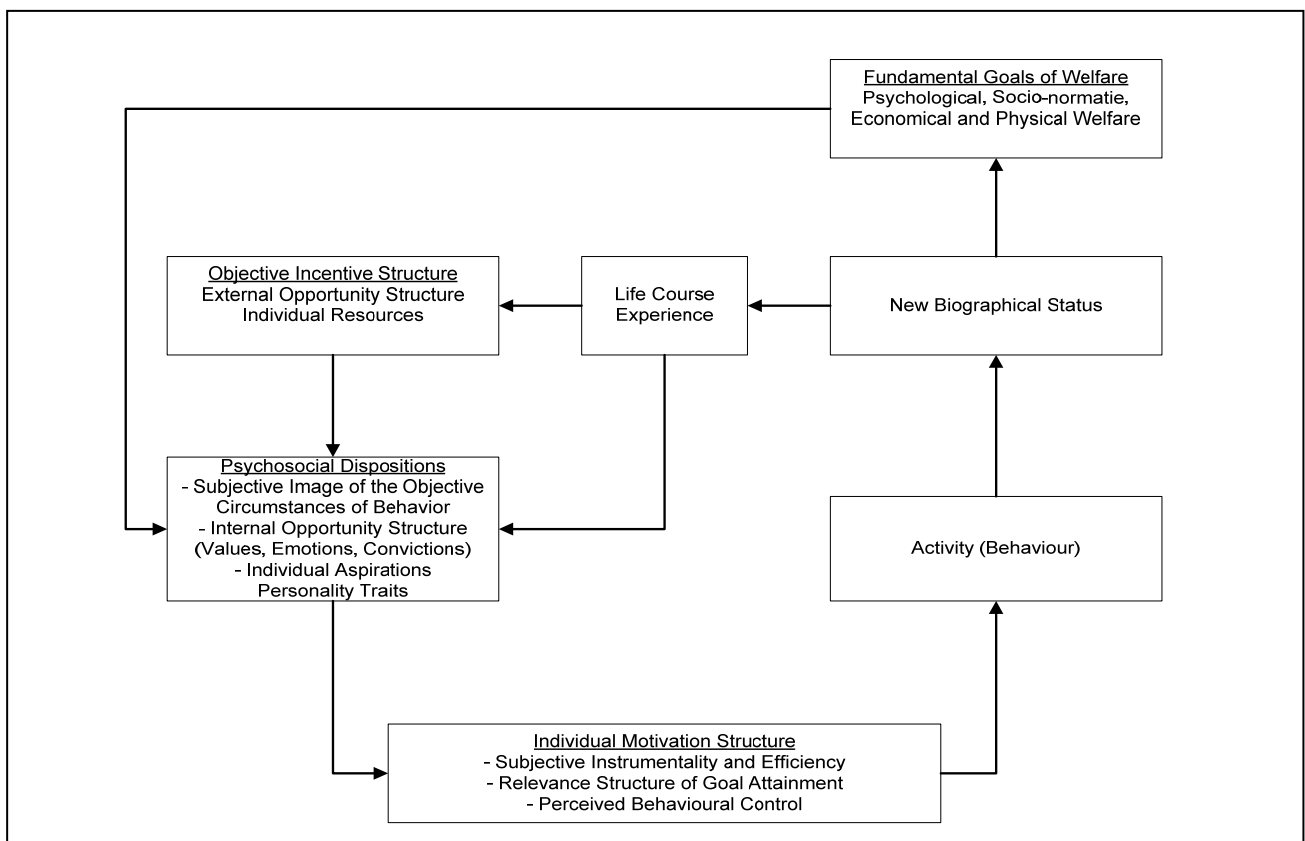 Fundamental Goals of Welfare
Psychological, Socio-normatie,
Economical and Physical Welfare
Objective Incentive Structure
External Opportunity Structure
Individual Resources
Life Course
Experience
New Biographical Status
Psychosocial Dispositions
- Subjective Image of the Objective
Circumstances of Behavior
- Internal Opportunity Structure
(Values, Emotions, Convictions)
- Individual Aspirations
Personality Traits
Activity (Behaviour)
Individual Motivation Structure
- Subjective Instrumentality and Efficiency
- Relevance Structure of Goal Attainment
- Perceived Behavioural Control